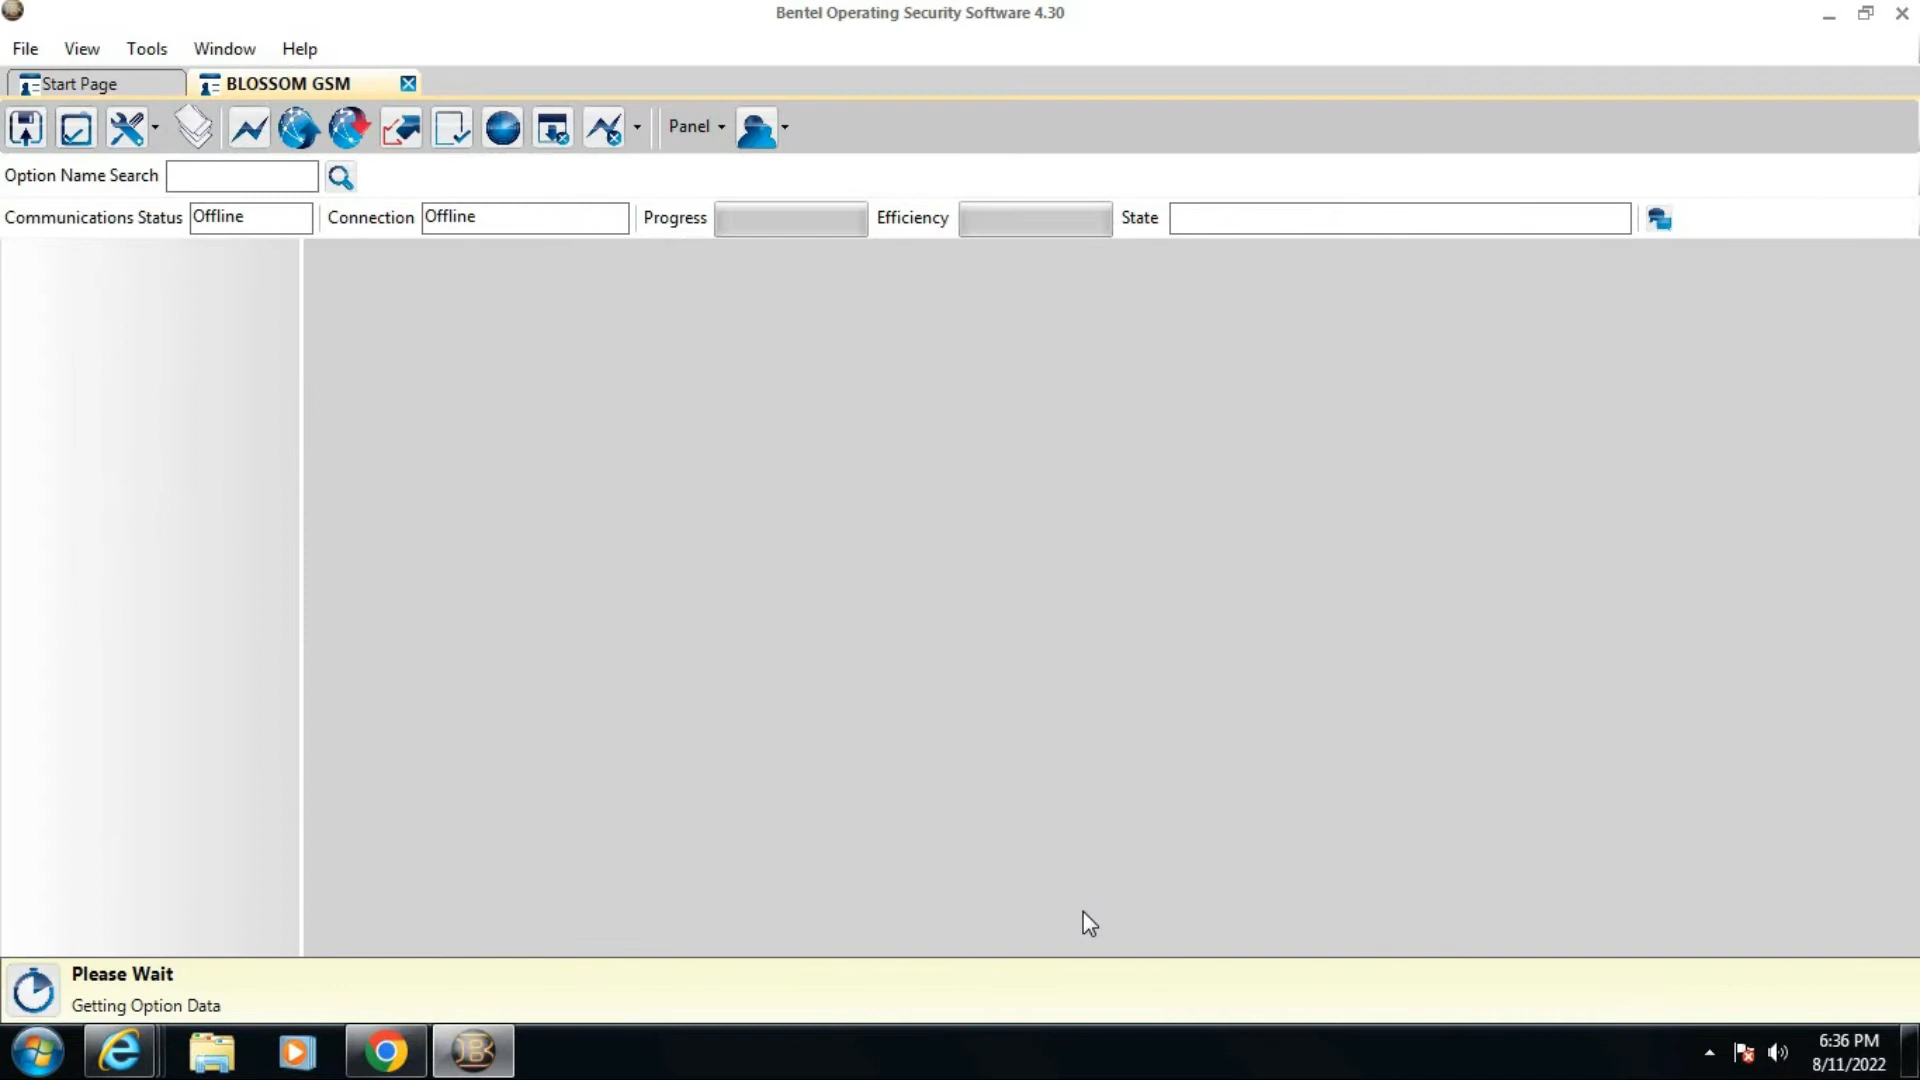 Bentel Operating Security Software 4.30
File View Tools Window Help
Start Page BLOSSOM GSM
Panel
Option Name Search
Communications Status Offline Connection Offline Progress Efficiency State
Please Wait
Getting Option Data
6:36 PM
8/11/2022